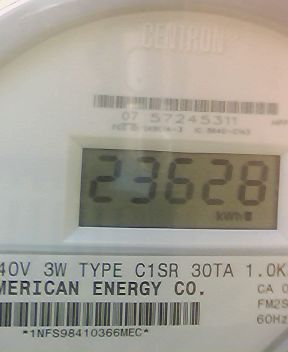 CENTRON
07 57245311
23628
kWh
40V 3W TYPE C1SR 30TA 1.0K
MERICAN ENERGY CO.
CA 0
FM2S
60Hz
*1NFS98410366MEC*